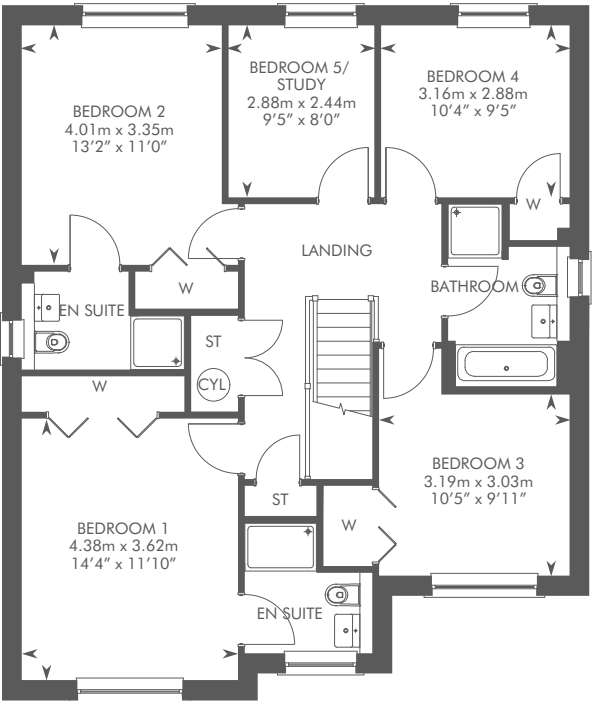 BEDROOM 2
4.01m x 3.35m
13'2" x 11'0"
BEDROOM 5/
STUDY
2.88m x 2.44m
9'5" x 8'0"
BEDROOM 4
3.16m x 2.88m
10'4" x 9'5"
W
LANDING
W
EN SUITE
BATHROOM
ST
CYL
W
BEDROOM 3
3.19m x 3.03m
10'5" x 9'11"
ST
W
BEDROOM 1
4.38m x 3.62m
14'4" x 11'10"
EN SUITE